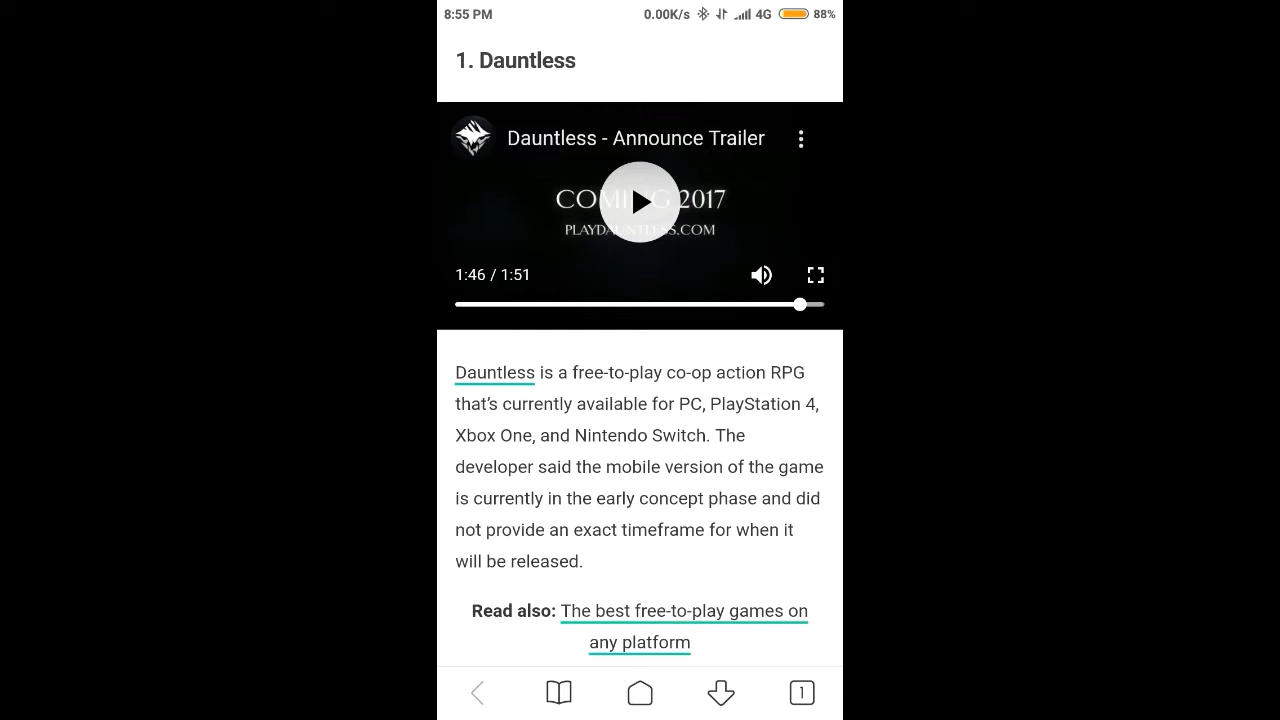 8:55 PM 0.00K/s 4G 88%
1. Dauntless
Dauntless - Announce Trailer
COMING 2017
PLAYDAUNTLESS.COM
1:46 / 1:51
Dauntless is a free-to-play co-op action RPG
that's currently available for PC, PlayStation 4,
Xbox One, and Nintendo Switch. The
developer said the mobile version of the game
is currently in the early concept phase and did
not provide an exact timeframe for when it
will be released.
Read also: The best free-to-play games on
any platform
1